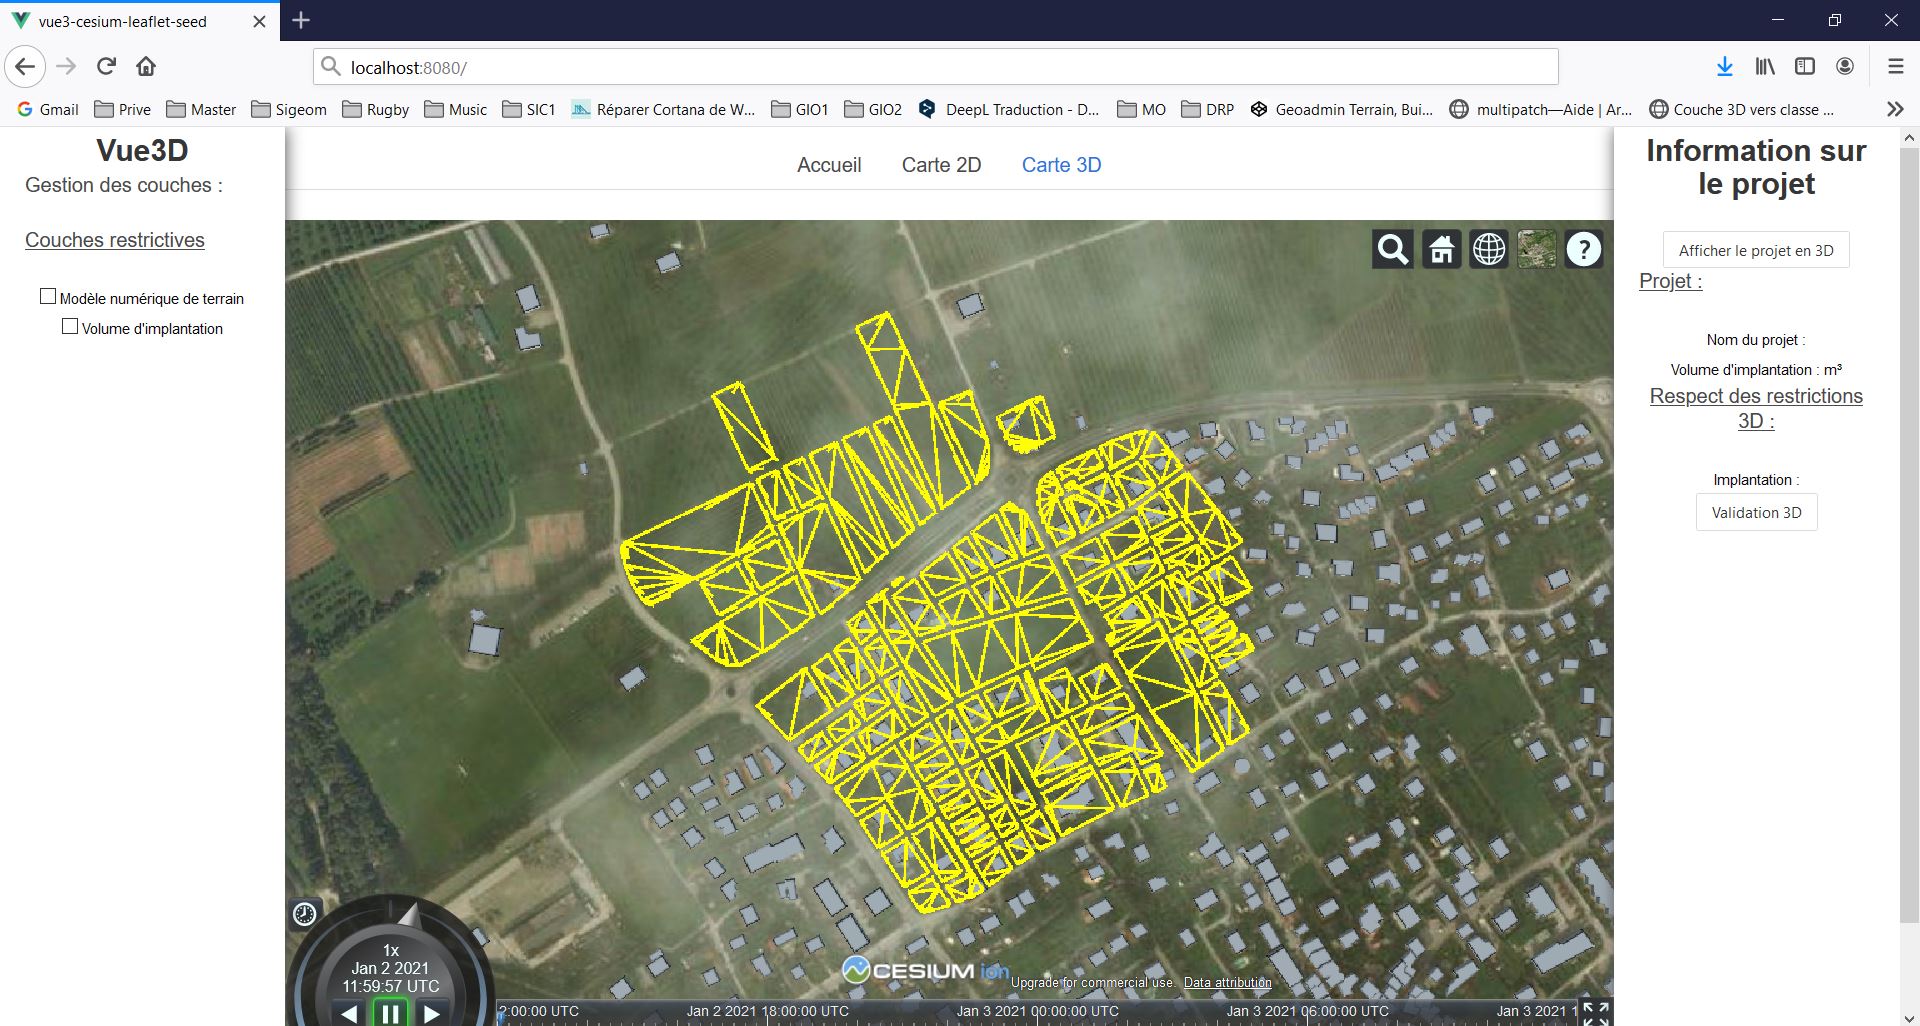 vue3-cesium-leaflet-seed
localhost:8080/
Gmail Prive Master Sigeom Rugby Music SIC1 Réparer Cortana de W... GIO1 GIO2 DeepL Traduction - D... MO DRP Geoadmin Terrain, Bui... multipatch—Aide | Ar... Couche 3D vers classe ...
Vue3D
Gestion des couches :
Couches restrictives
Modèle numérique de terrain
Volume d'implantation
Accueil Carte 2D Carte 3D
?
1x
Jan 2 2021
11:59:57 UTC
CESIUM ion
Upgrade for commercial use. Data attribution
2:00:00 UTC Jan 2 2021 18:00:00 UTC Jan 3 2021 00:00:00 UTC Jan 3 2021 06:00:00 UTC Jan 3 2021 1
Information sur
le projet
Afficher le projet en 3D
Projet :
Nom du projet :
Volume d'implantation : m³
Respect des restrictions
3D :
Implantation :
Validation 3D